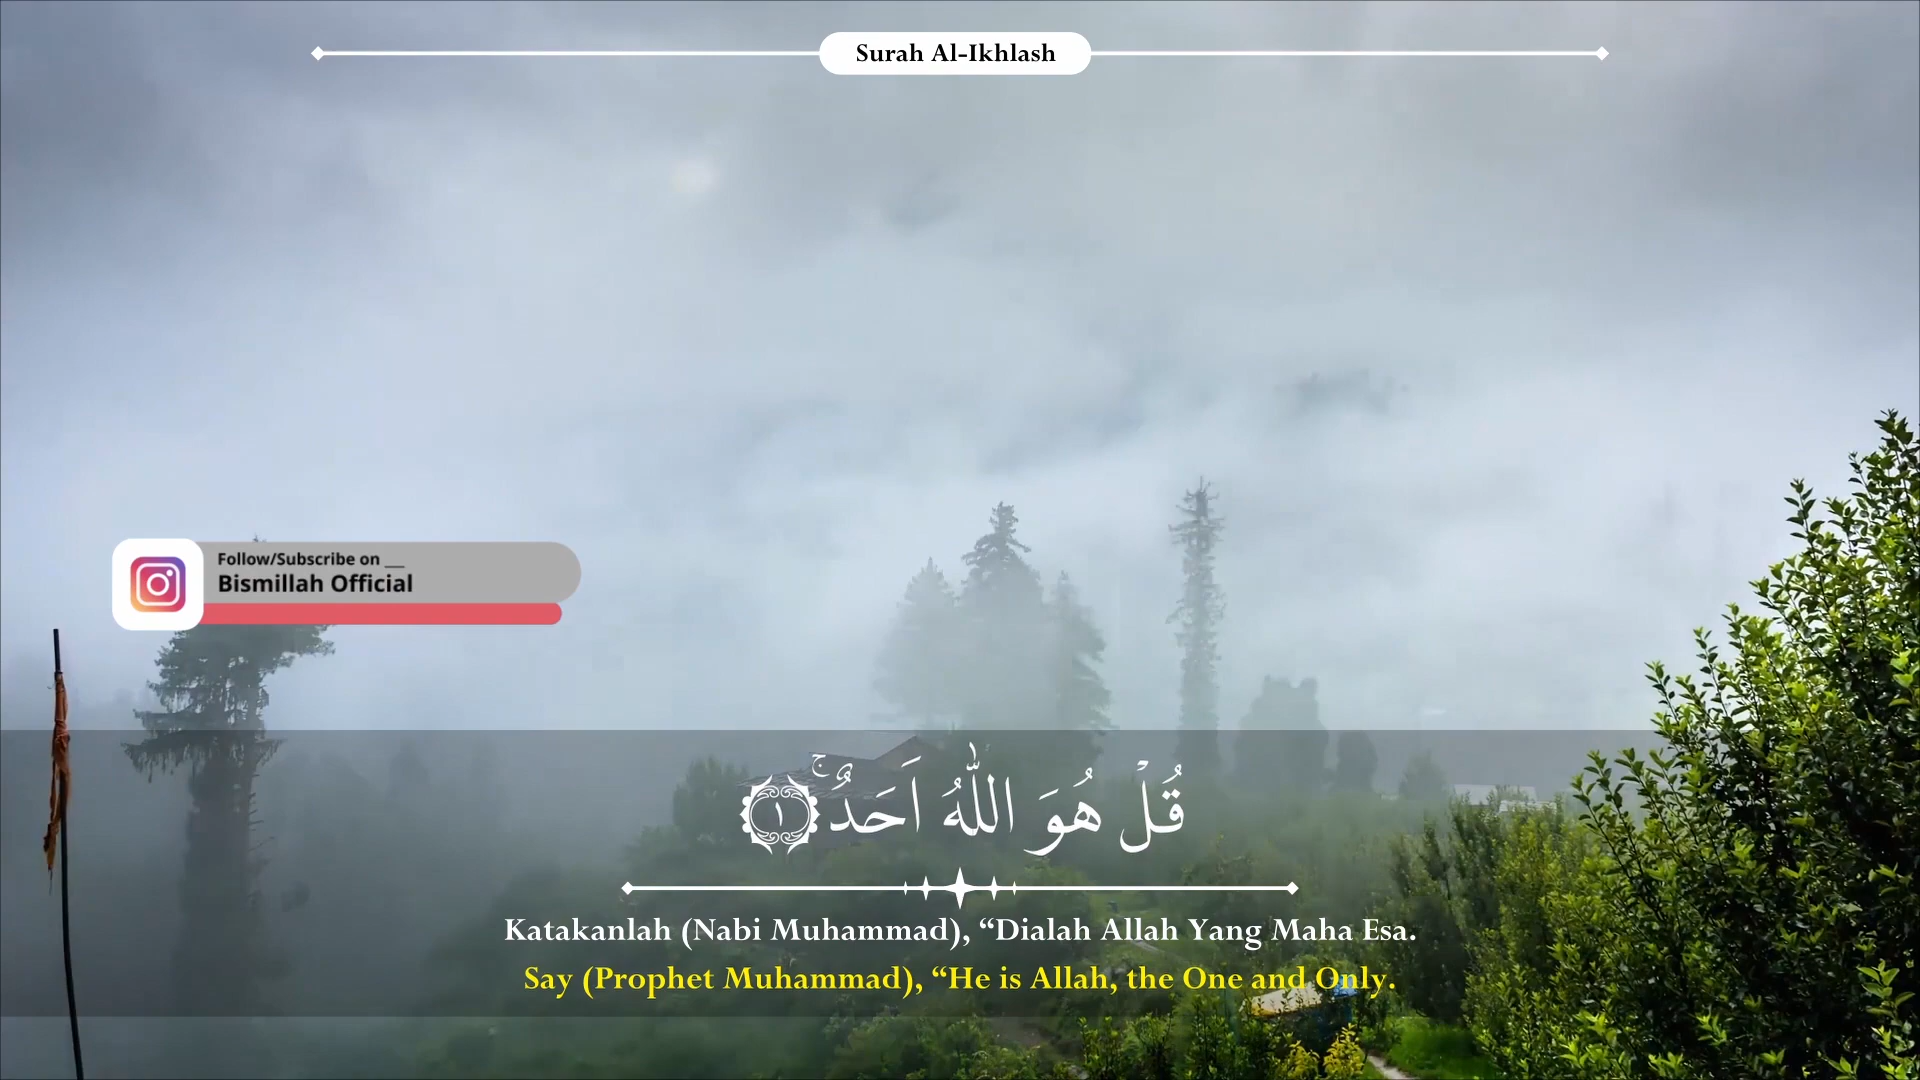 Surah Al-Ikhlash
Follow/Subscribe on __
Bismillah Official
قُلْ هُوَ اللّٰهُ اَحَدٌۚ ۝١
Katakanlah (Nabi Muhammad), “Dialah Allah Yang Maha Esa.
Say (Prophet Muhammad), “He is Allah, the One and Only.